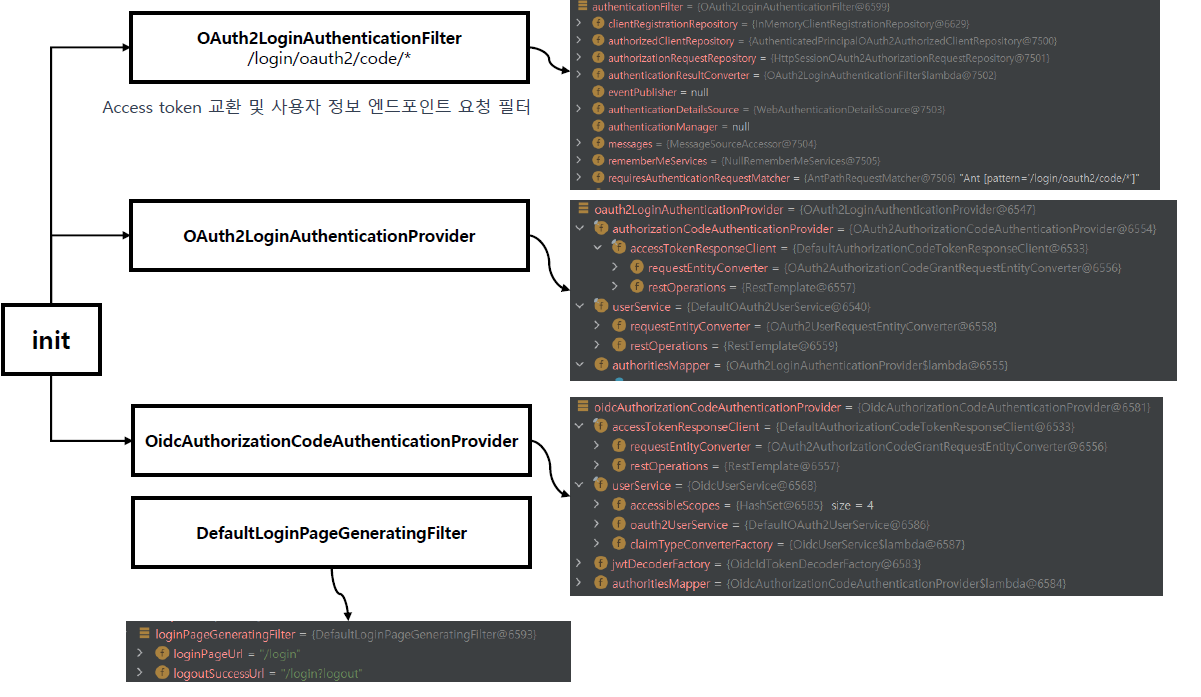 OAuth2LoginAuthenticationFilter
/login/oauth2/code/*
Access token 교환 및 사용자 정보 엔드포인트 요청 필터
authenticationFilter = {OAuth2LoginAuthenticationFilter@6599}
clientRegistrationRepository = {InMemoryClientRegistrationRepository@6629}
authorizedClientRepository = {AuthenticatedPrincipalOAuth2AuthorizedClientRepository@7500}
authorizationRequestRepository = {HttpSessionOAuth2AuthorizationRequestRepository@7501}
authenticationResultConverter = {OAuth2LoginAuthenticationFilter$lambda@7502}
eventPublisher = null
authenticationDetailsSource = {WebAuthenticationDetailsSource@7503}
authenticationManager = null
messages = {MessageSourceAccessor@7504}
rememberMeServices = {NullRememberMeServices@7505}
requiresAuthenticationRequestMatcher = {AntPathRequestMatcher@7506} "Ant [pattern='/login/oauth2/code/*']"
OAuth2LoginAuthenticationProvider
oauth2LoginAuthenticationProvider = {OAuth2LoginAuthenticationProvider@6547}
authorizationCodeAuthenticationProvider = {OAuth2AuthorizationCodeAuthenticationProvider@6554}
accessTokenResponseClient = {DefaultAuthorizationCodeTokenResponseClient@6533}
requestEntityConverter = {OAuth2AuthorizationCodeGrantRequestEntityConverter@6556}
restOperations = {RestTemplate@6557}
userService = {DefaultOAuth2UserService@6540}
requestEntityConverter = {OAuth2UserRequestEntityConverter@6558}
restOperations = {RestTemplate@6559}
authoritiesMapper = {OAuth2LoginAuthenticationProvider$lambda@6555}
init
OidcAuthorizationCodeAuthenticationProvider
oidcAuthorizationCodeAuthenticationProvider = {OidcAuthorizationCodeAuthenticationProvider@6581}
accessTokenResponseClient = {DefaultAuthorizationCodeTokenResponseClient@6533}
requestEntityConverter = {OAuth2AuthorizationCodeGrantRequestEntityConverter@6556}
restOperations = {RestTemplate@6557}
userService = {OidcUserService@6568}
accessibleScopes = {HashSet@6585} size = 4
oauth2UserService = {DefaultOAuth2UserService@6586}
claimTypeConverterFactory = {OidcUserService$lambda@6587}
jwtDecoderFactory = {OidcIdTokenDecoderFactory@6583}
authoritiesMapper = {OidcAuthorizationCodeAuthenticationProvider$lambda@6584}
DefaultLoginPageGeneratingFilter
loginPageGeneratingFilter = {DefaultLoginPageGeneratingFilter@6593}
loginPageUrl = "/login"
logoutSuccessUrl = "/login?logout"